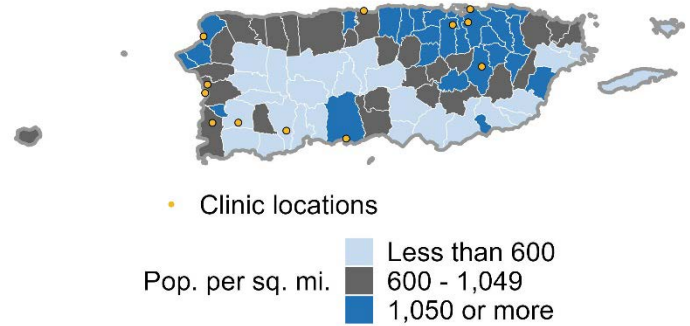 Clinic locations
Pop. per sq. mi.
Less than 600
600 - 1,049
1,050 or more